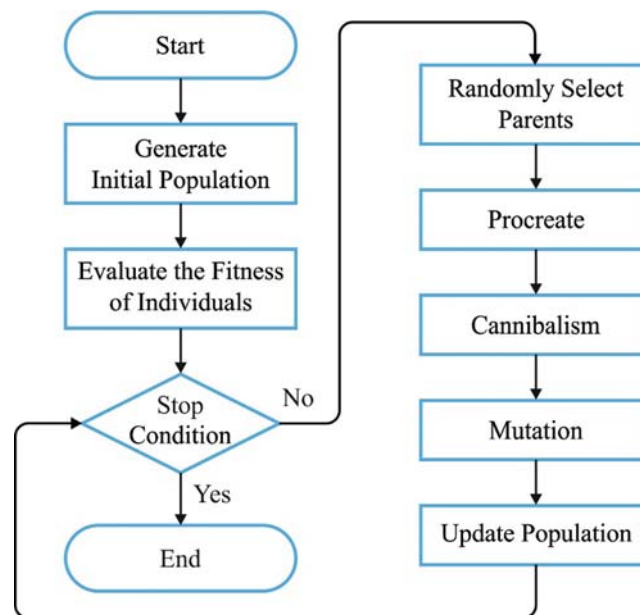 Start
Generate
Initial Population
Evaluate the Fitness
of Individuals
Stop
Condition
No
Yes
End
Randomly Select
Parents
Procreate
Cannibalism
Mutation
Update Population